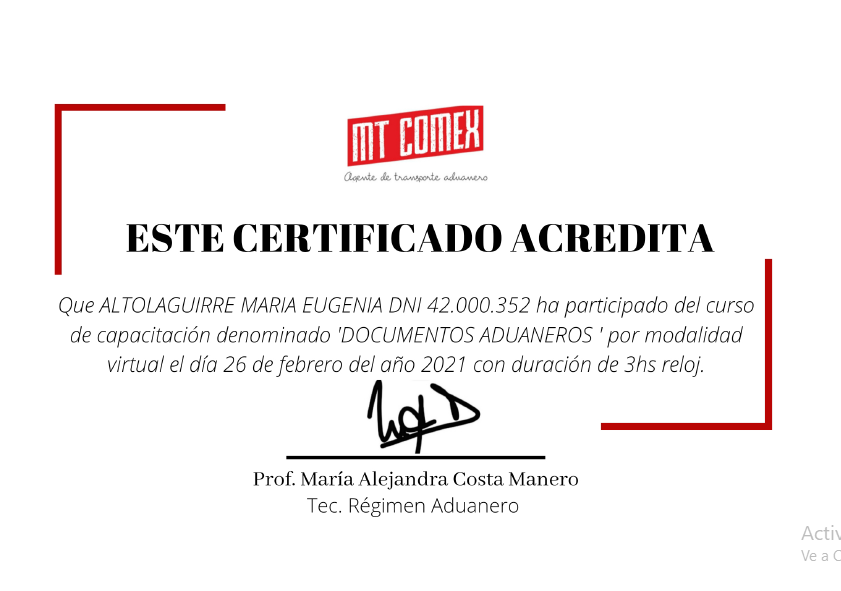 MT COMEX
Agente de transporte aduanero
ESTE CERTIFICADO ACREDITA
Que ALTOLAGUIRRE MARIA EUGENIA DNI 42.000.352 ha participado del curso
de capacitación denominado 'DOCUMENTOS ADUANEROS ' por modalidad
virtual el día 26 de febrero del año 2021 con duración de 3hs reloj.
Prof. María Alejandra Costa Manero
Tec. Régimen Aduanero
Activ
Ve a C